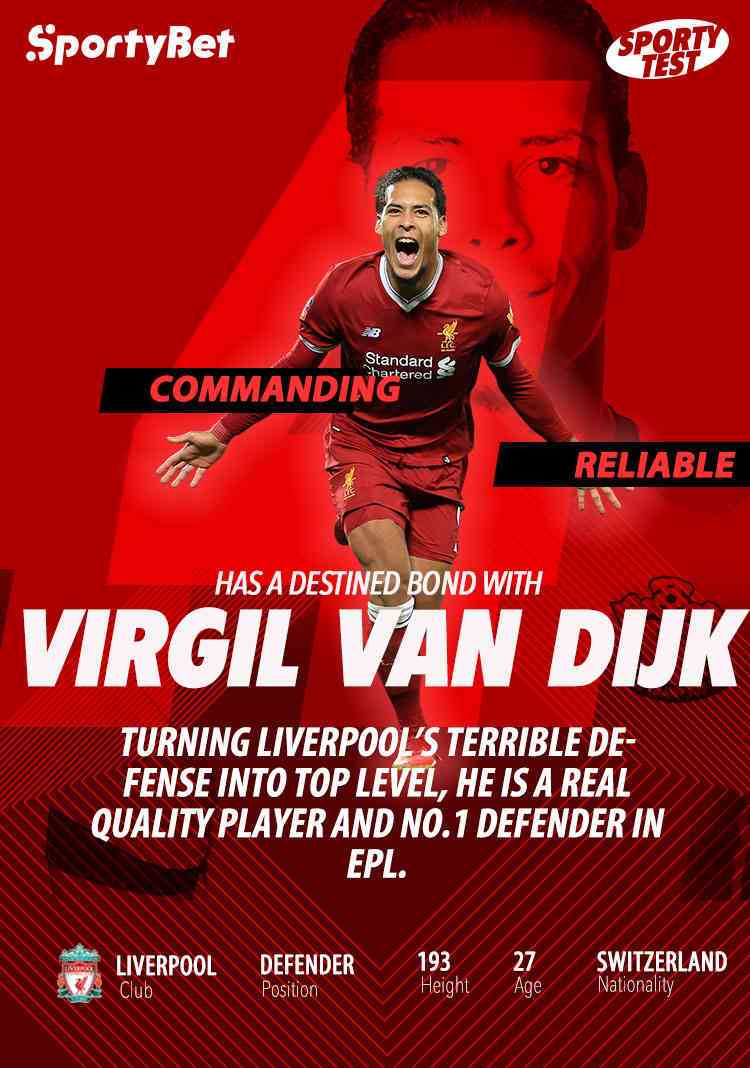 SportyBet
SPORTY
TEST
NB
L.F.C.
Standard
Chartered
COMMANDING
RELIABLE
HAS A DESTINED BOND WITH
VIRGIL VAN DIJK
TURNING LIVERPOOL'S TERRIBLE DE-
FENSE INTO TOP LEVEL, HE IS A REAL
QUALITY PLAYER AND NO.1 DEFENDER IN
EPL.
LIVERPOOL
LIVERPOOL
Club
DEFENDER
Position
193
Height
27
Age
SWITZERLAND
Nationality